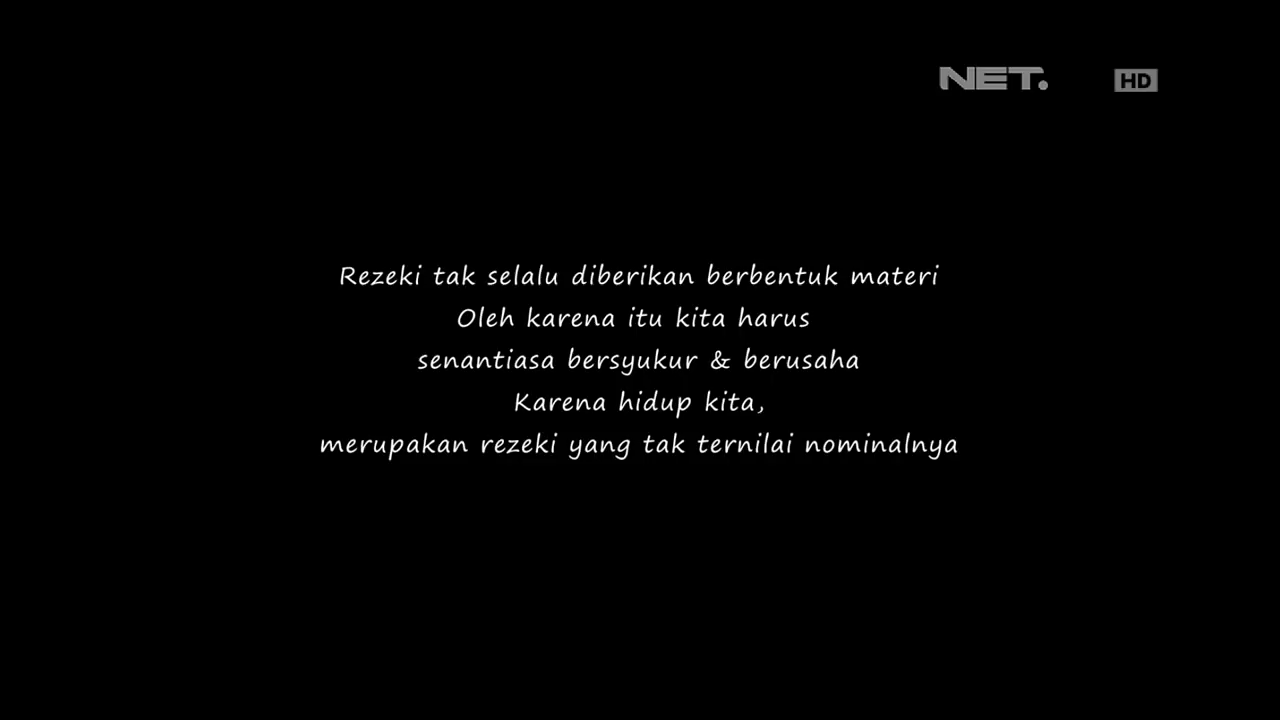 NET. HD
Rezeki tak selalu diberikan berbentuk materi
Oleh karena itu kita harus
senantiasa bersyukur & berusaha
Karena hidup kita,
merupakan rezeki yang tak ternilai nominalnya